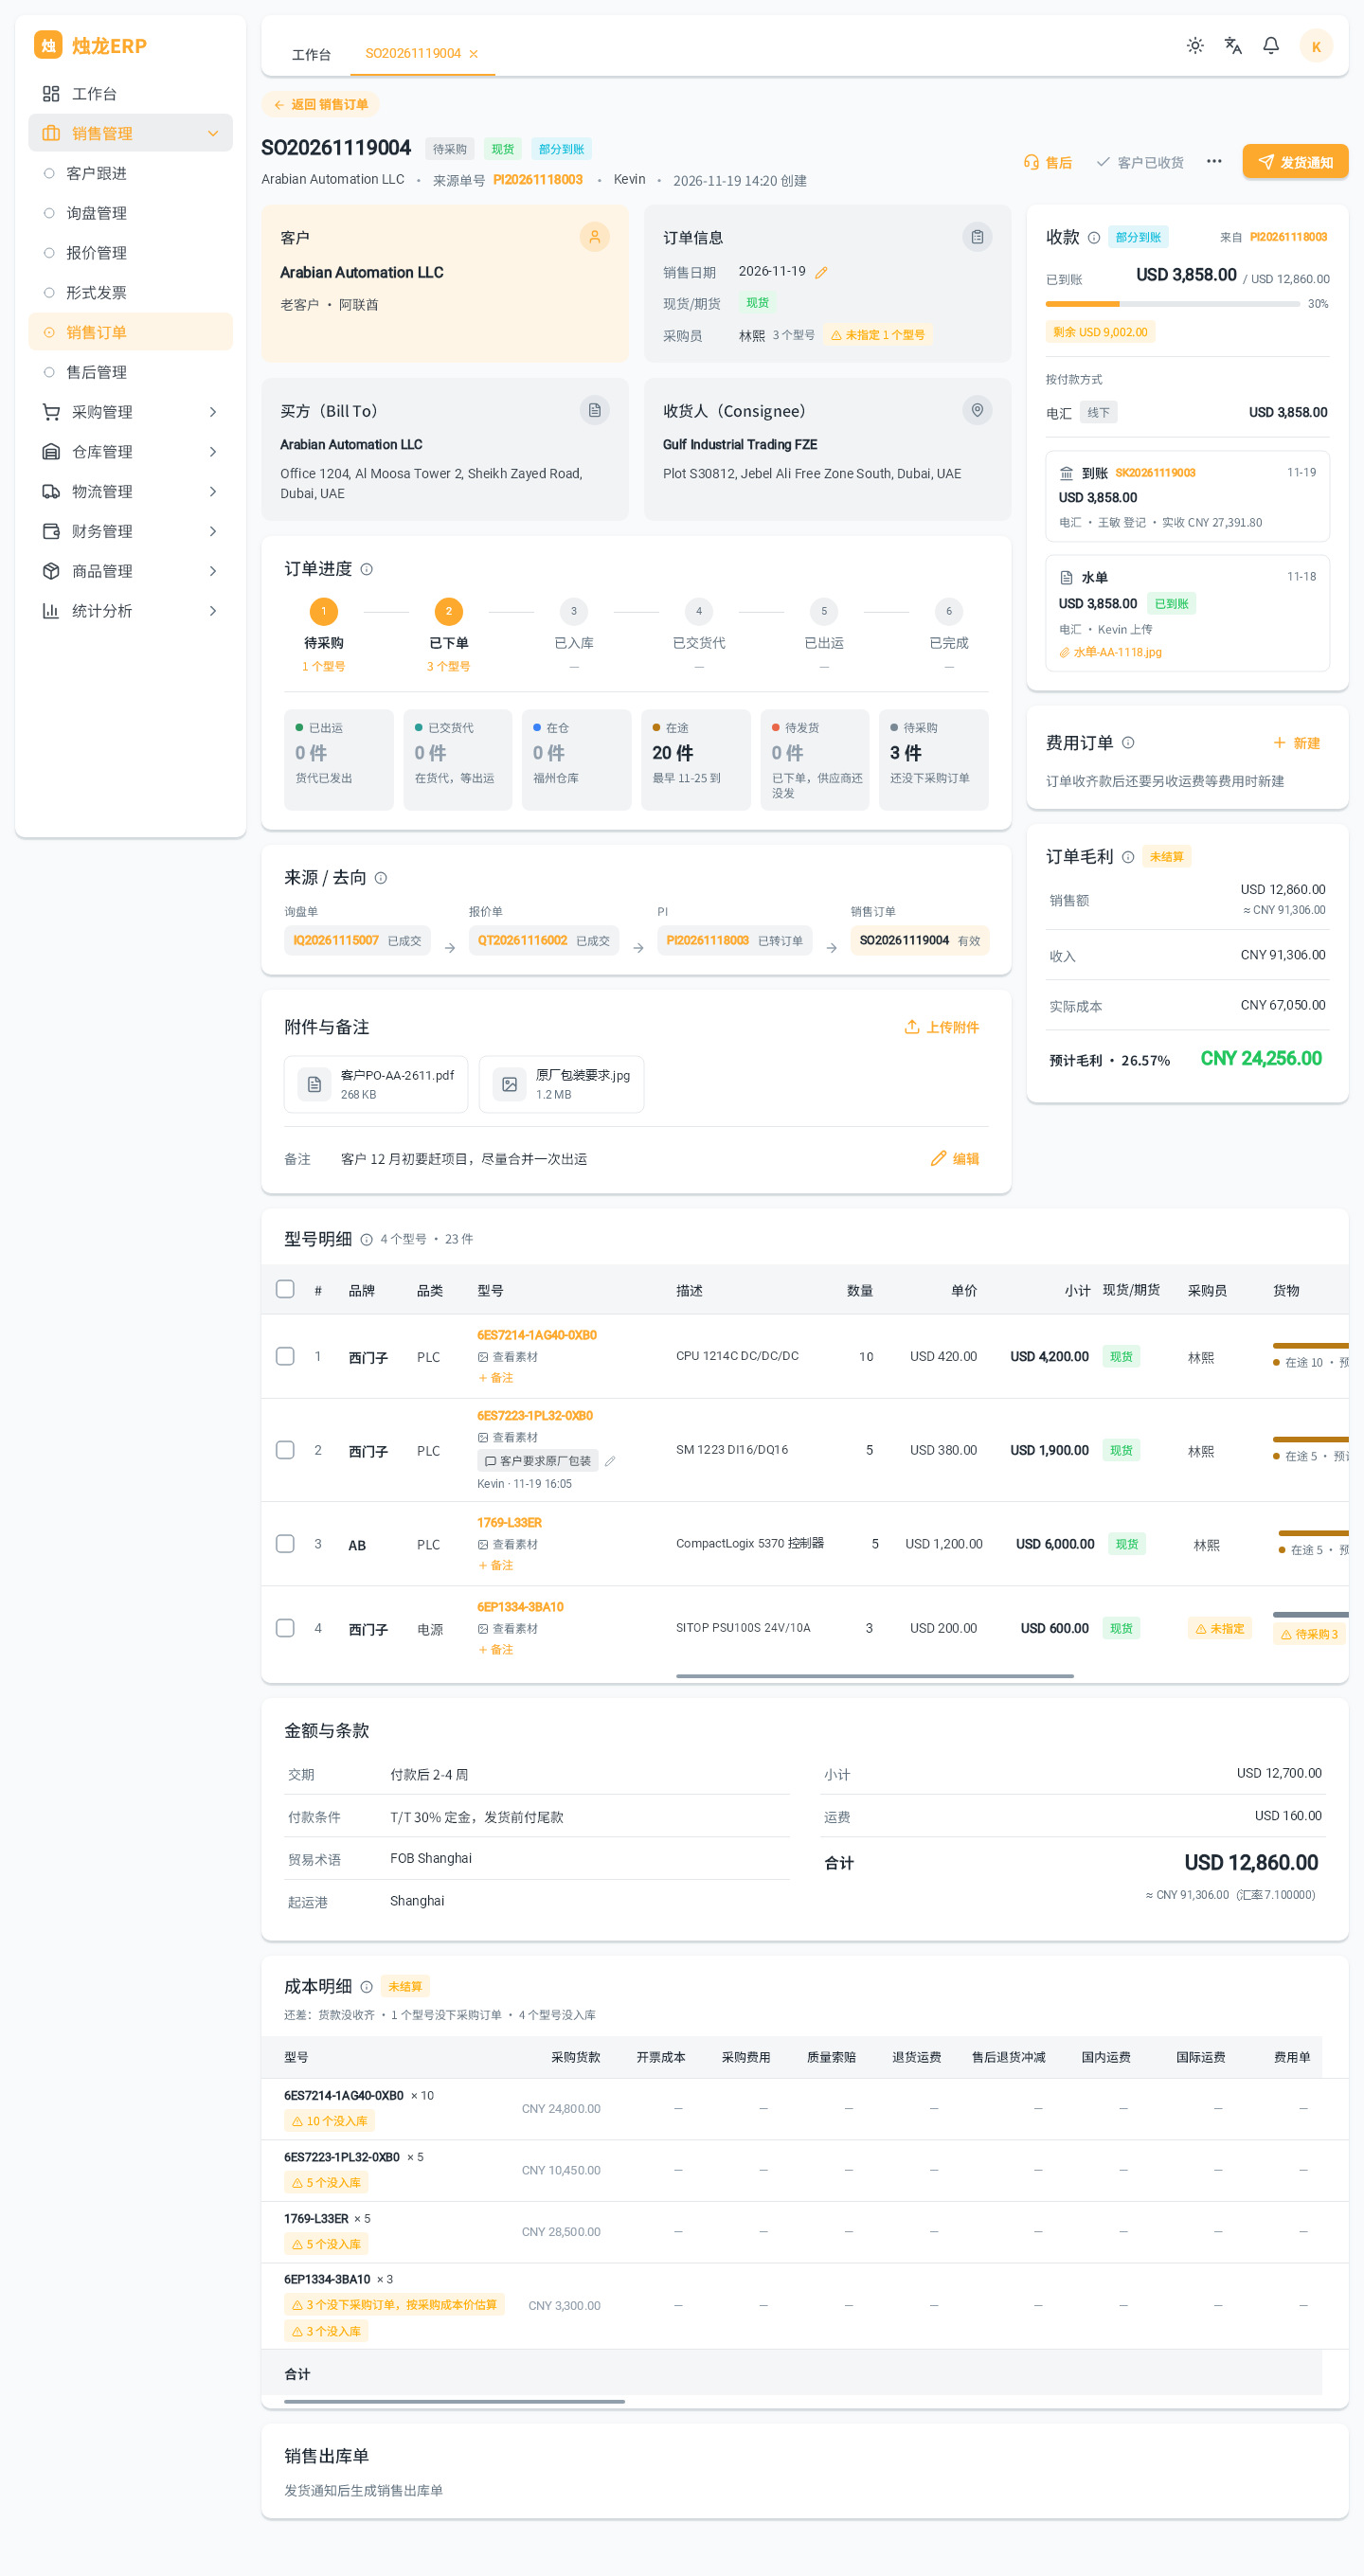 烛 烛龙ERP
工作台
销售管理
客户跟进
询盘管理
报价管理
形式发票
销售订单
售后管理
采购管理
仓库管理
物流管理
财务管理
商品管理
统计分析
工作台 SO20261119004
K
返回 销售订单
SO20261119004 待采购 现货 部分到账
Arabian Automation LLC • 来源单号 PI20261118003 • Kevin • 2026-11-19 14:20 创建
售后 客户已收货 发货通知
客户
Arabian Automation LLC
老客户 • 阿联酋
订单信息
销售日期 2026-11-19
现货/期货 现货
采购员 林熙 3 个型号 未指定 1 个型号
买方（Bill To）
Arabian Automation LLC
Office 1204, Al Moosa Tower 2, Sheikh Zayed Road,
Dubai, UAE
收货人（Consignee）
Gulf Industrial Trading FZE
Plot S30812, Jebel Ali Free Zone South, Dubai, UAE
收款 部分到账 来自 PI20261118003
已到账 USD 3,858.00 / USD 12,860.00
30%
剩余 USD 9,002.00
按付款方式
电汇 线下 USD 3,858.00
到账 SK20261119003 11-19
USD 3,858.00
电汇 • 王敏 登记 • 实收 CNY 27,391.80
水单 11-18
USD 3,858.00 已到账
电汇 • Kevin 上传
水单-AA-1118.jpg
订单进度
1 2 3 4 5 6
待采购 已下单 已入库 已交货代 已出运 已完成
1 个型号 3 个型号 — — — —
已出运 已交货代 在仓 在途 待发货 待采购
0 件 0 件 0 件 20 件 0 件 3 件
货代已发出 在货代，等出运 福州仓库 最早 11-25 到 已下单，供应商还没发 还没下采购订单
费用订单 新建
订单收齐款后还要另收运费等费用时新建
订单毛利 未结算
销售额 USD 12,860.00
≈ CNY 91,306.00
收入 CNY 91,306.00
实际成本 CNY 67,050.00
预计毛利 • 26.57% CNY 24,256.00
来源 / 去向
询盘单 报价单 PI 销售订单
IQ20261115007 已成交 → QT20261116002 已成交 → PI20261118003 已转订单 → SO20261119004 有效
附件与备注 上传附件
客户PO-AA-2611.pdf
268 KB
原厂包装要求.jpg
1.2 MB
备注 客户 12 月初要赶项目，尽量合并一次出运 编辑
型号明细 4 个型号 • 23 件
# 品牌 品类 型号 描述 数量 单价 小计 现货/期货 采购员 货物
6ES7214-1AG40-0XB0
1 西门子 PLC 查看素材 CPU 1214C DC/DC/DC 10 USD 420.00 USD 4,200.00 现货 林熙 在途 10 • 预
+ 备注
6ES7223-1PL32-0XB0
查看素材
2 西门子 PLC 客户要求原厂包装 SM 1223 DI16/DQ16 5 USD 380.00 USD 1,900.00 现货 林熙 在途 5 • 预
Kevin · 11-19 16:05
1769-L33ER
3 AB PLC 查看素材 CompactLogix 5370 控制器 5 USD 1,200.00 USD 6,000.00 现货 林熙 在途 5 • 预
+ 备注
6EP1334-3BA10
4 西门子 电源 查看素材 SITOP PSU100S 24V/10A 3 USD 200.00 USD 600.00 现货 未指定 待采购 3
+ 备注
金额与条款
交期 付款后 2-4 周
付款条件 T/T 30% 定金，发货前付尾款
贸易术语 FOB Shanghai
起运港 Shanghai
小计 USD 12,700.00
运费 USD 160.00
合计 USD 12,860.00
≈ CNY 91,306.00（汇率 7.100000）
成本明细 未结算
还差：货款没收齐 • 1 个型号没下采购订单 • 4 个型号没入库
型号 采购货款 开票成本 采购费用 质量索赔 退货运费 售后退货冲减 国内运费 国际运费 费用单
6ES7214-1AG40-0XB0 × 10
10 个没入库 CNY 24,800.00 — — — — — — — —
6ES7223-1PL32-0XB0 × 5
5 个没入库 CNY 10,450.00 — — — — — — — —
1769-L33ER × 5
5 个没入库 CNY 28,500.00 — — — — — — — —
6EP1334-3BA10 × 3
3 个没下采购订单，按采购成本价估算 CNY 3,300.00 — — — — — — — —
3 个没入库
合计
销售出库单
发货通知后生成销售出库单